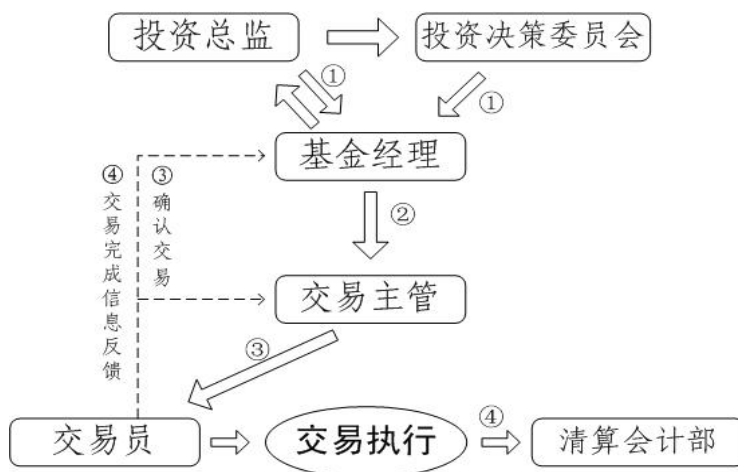 投资总监
投资决策委员会
①
①
基金经理
④交易完成信息反馈
③确认交易
②
交易主管
③
交易员
交易执行
④
清算会计部